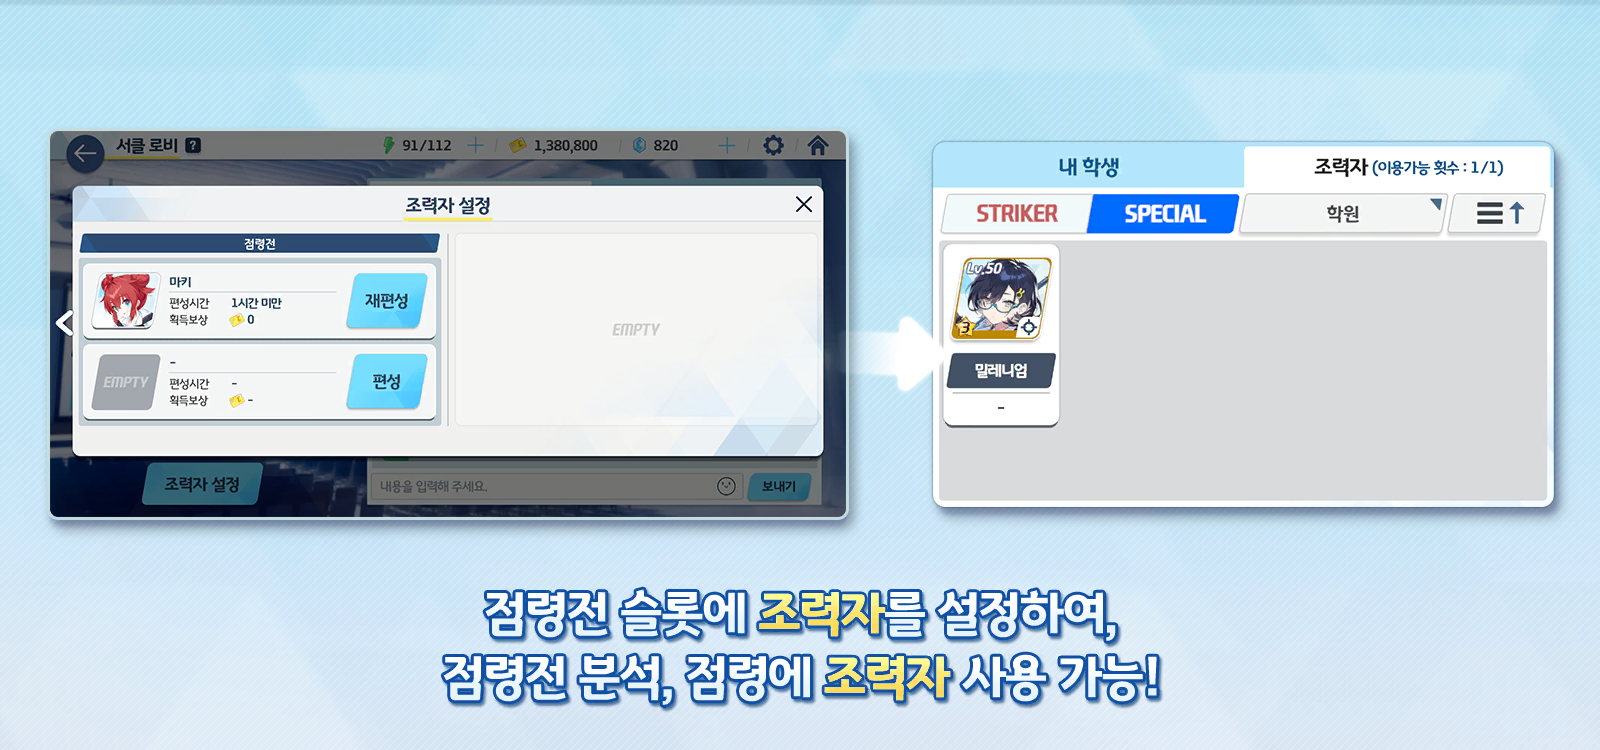 서클 로비 ?
91/112
1,380,800
820
조력자 설정
점령전
마키
편성시간 1시간 미만
획득보상 0
재편성
EMPTY
-
편성시간 -
획득보상 -
편성
EMPTY
조력자 설정
내용을 입력해 주세요.
보내기
내 학생
조력자 (이용가능 횟수 : 1/1)
STRIKER
SPECIAL
학원
Lv.50
3
밀레니엄
-
점령전 슬롯에 조력자를 설정하여,
점령전 분석, 점령에 조력자 사용 가능!